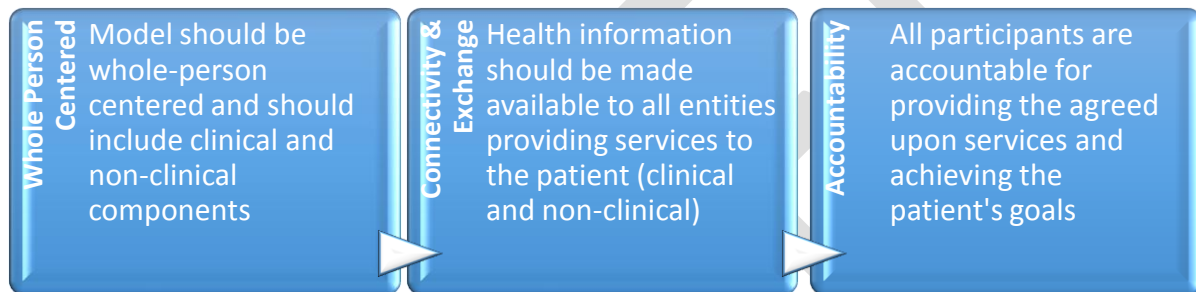 Whole Person
Centered
Model should be
whole-person
centered and should
include clinical and
non-clinical
components
Connectivity &
Exchange
Health information
should be made
available to all entities
providing services to
the patient (clinical
and non-clinical)
Accountability
All participants are
accountable for
providing the agreed
upon services and
achieving the
patient's goals